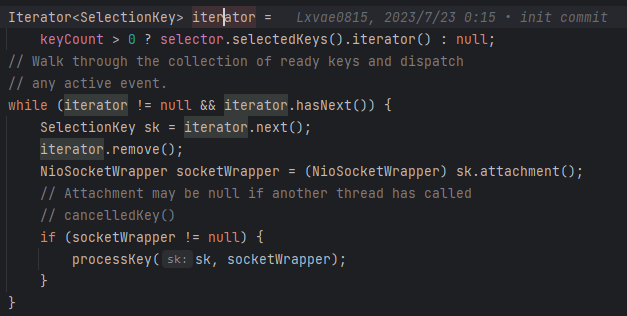 Iterator<SelectionKey> iterator =    Lxvae0815, 2023/7/23 0:15 • init commit
    keyCount > 0 ? selector.selectedKeys().iterator() : null;
// Walk through the collection of ready keys and dispatch
// any active event.
while (iterator != null && iterator.hasNext()) {
    SelectionKey sk = iterator.next();
    iterator.remove();
    NioSocketWrapper socketWrapper = (NioSocketWrapper) sk.attachment();
    // Attachment may be null if another thread has called
    // cancelledKey()
    if (socketWrapper != null) {
        processKey( sk: sk, socketWrapper);
    }
}